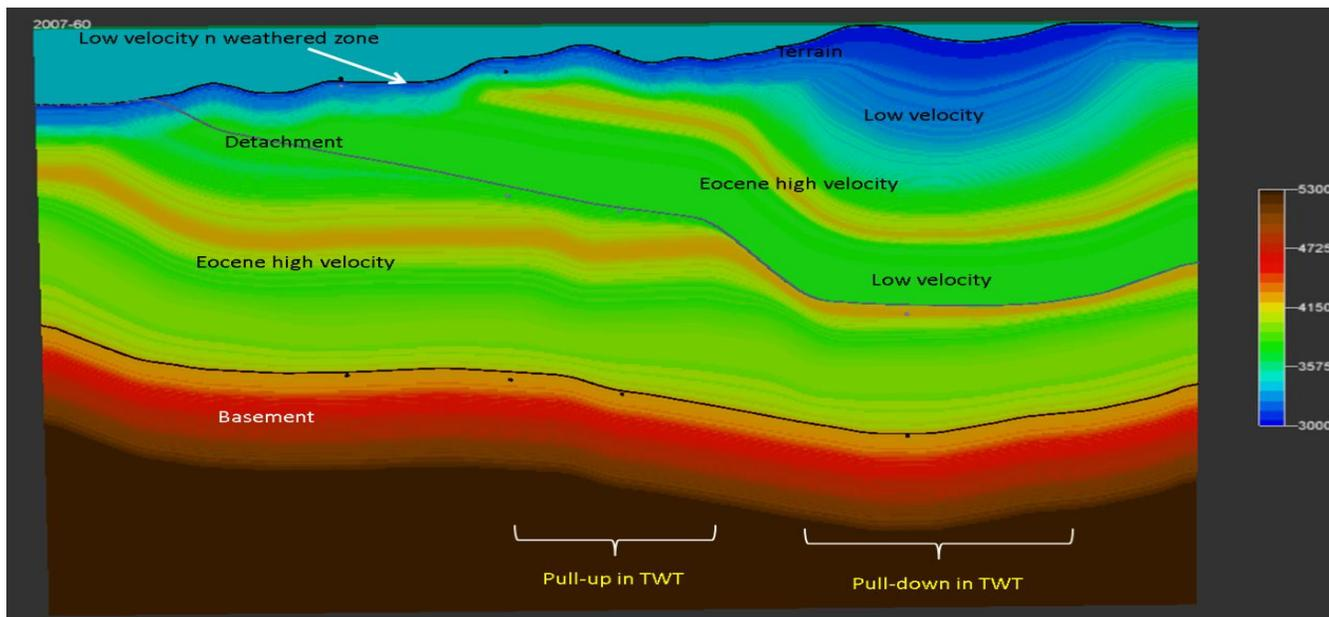 2007-60
Low velocity n weathered zone
Terrain
Low velocity
Detachment
Eocene high velocity
5300
4725
Eocene high velocity
Low velocity
4150
3575
Basement
3000
Pull-up in TWT
Pull-down in TWT